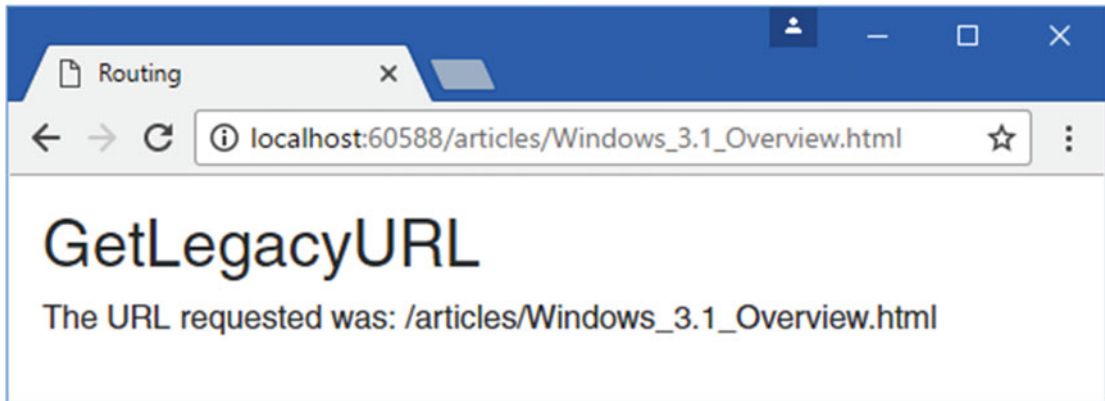 Routing
localhost:60588/articles/Windows_3.1_Overview.html
GetLegacyURL
The URL requested was: /articles/Windows_3.1_Overview.html